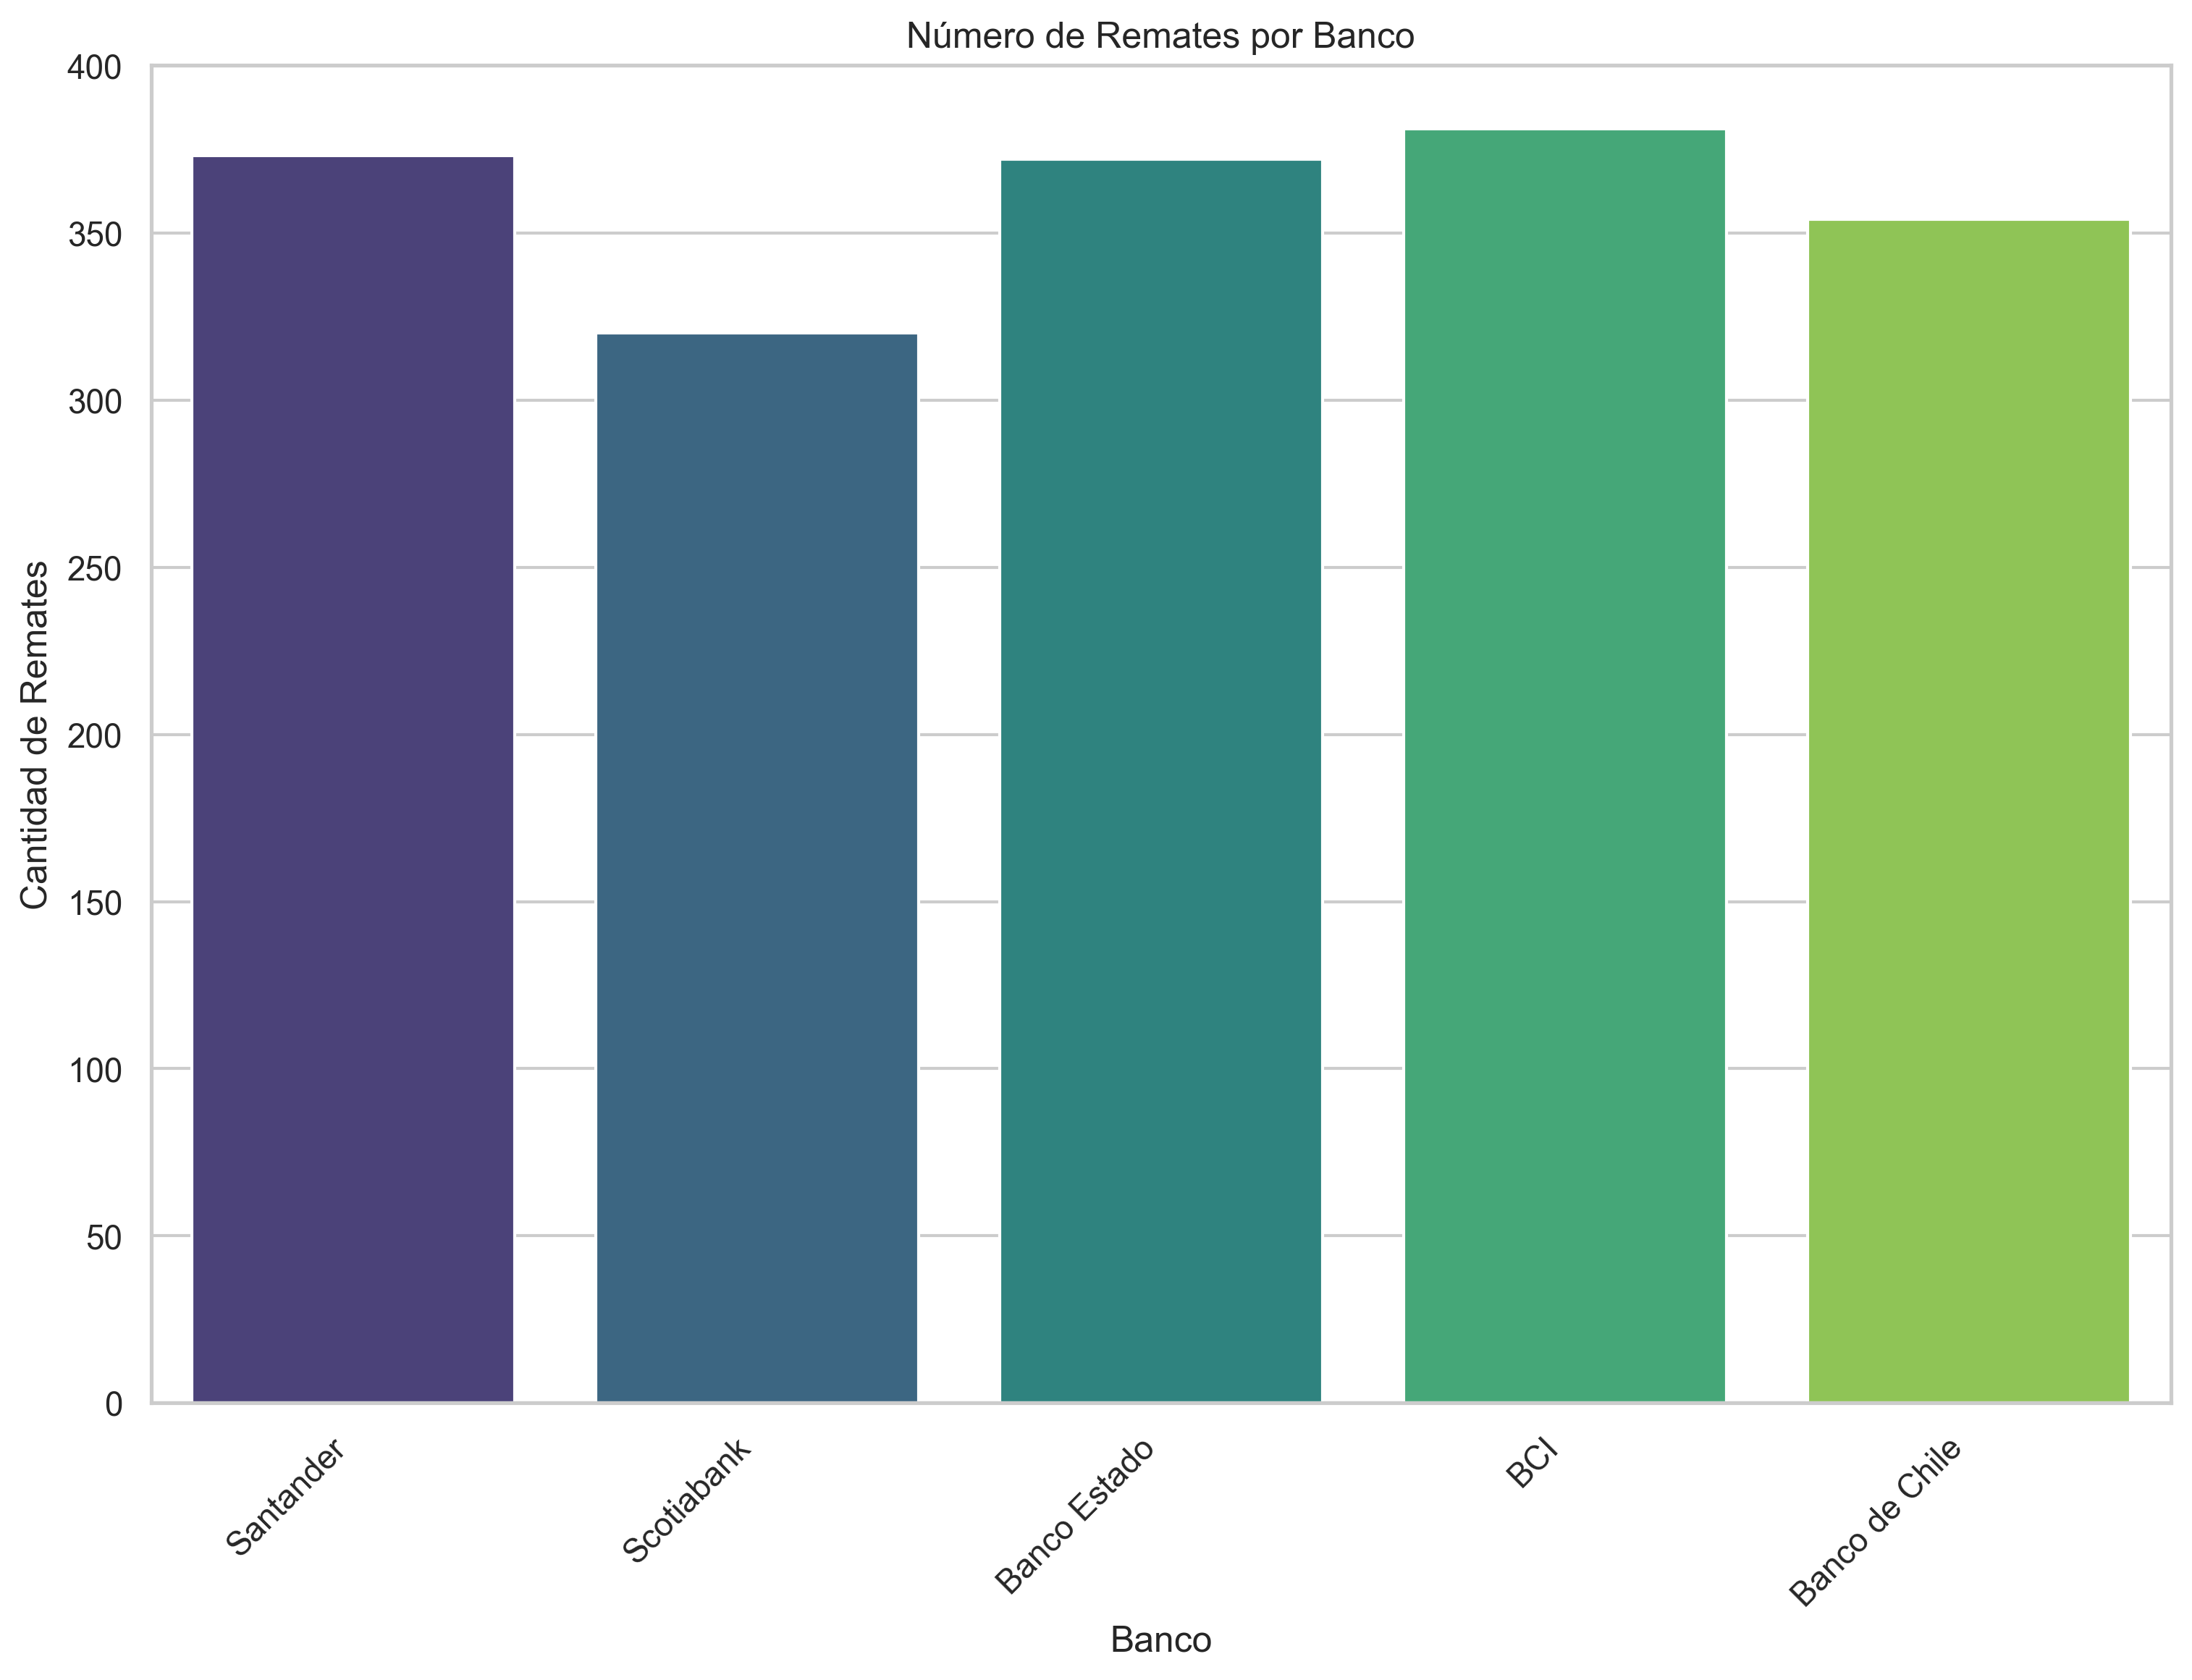 Número de Remates por Banco
Cantidad de Remates
400
350
300
250
200
150
100
50
0
Santander
Scotiabank
Banco Estado
BCI
Banco de Chile
Banco